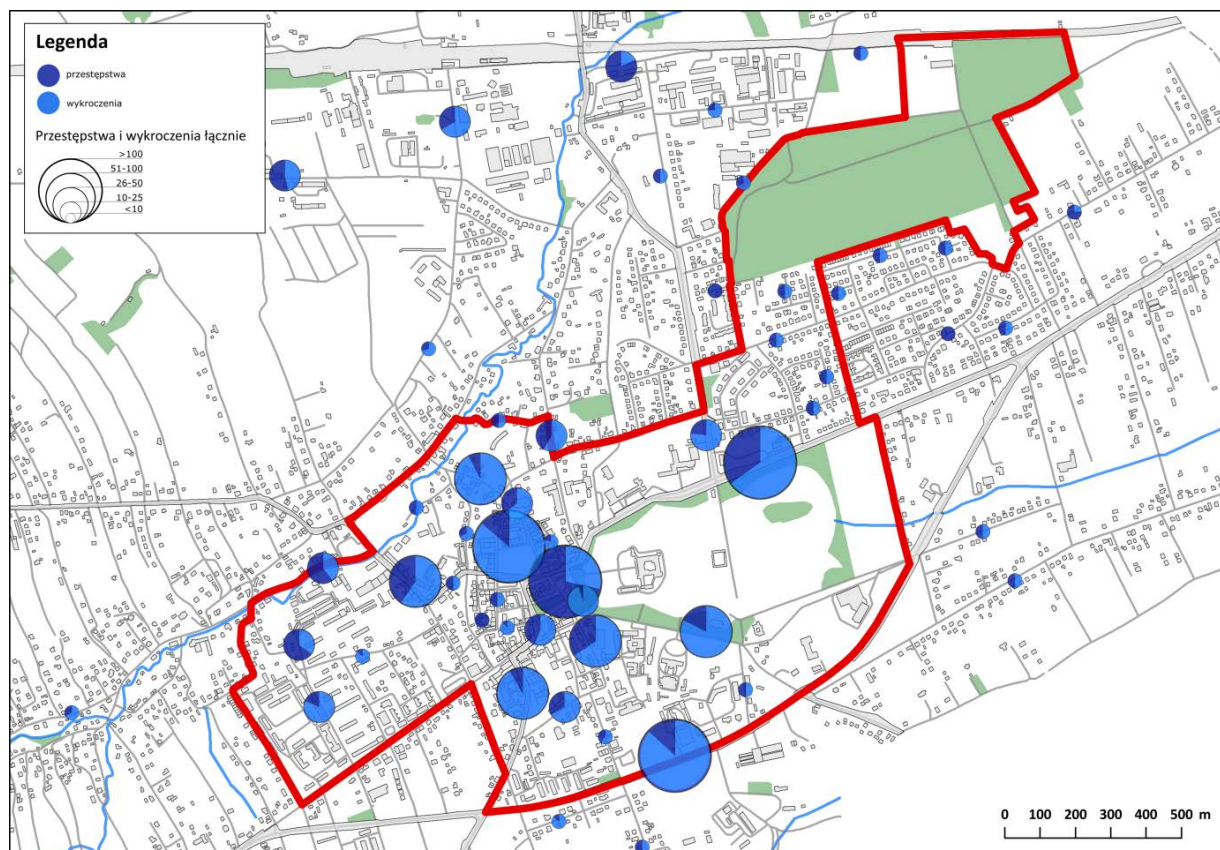 Legenda
przestępstwa
wykroczenia
Przestępstwa i wykroczenia łącznie
>100
51-100
26-50
10-25
<10
0 100 200 300 400 500 m